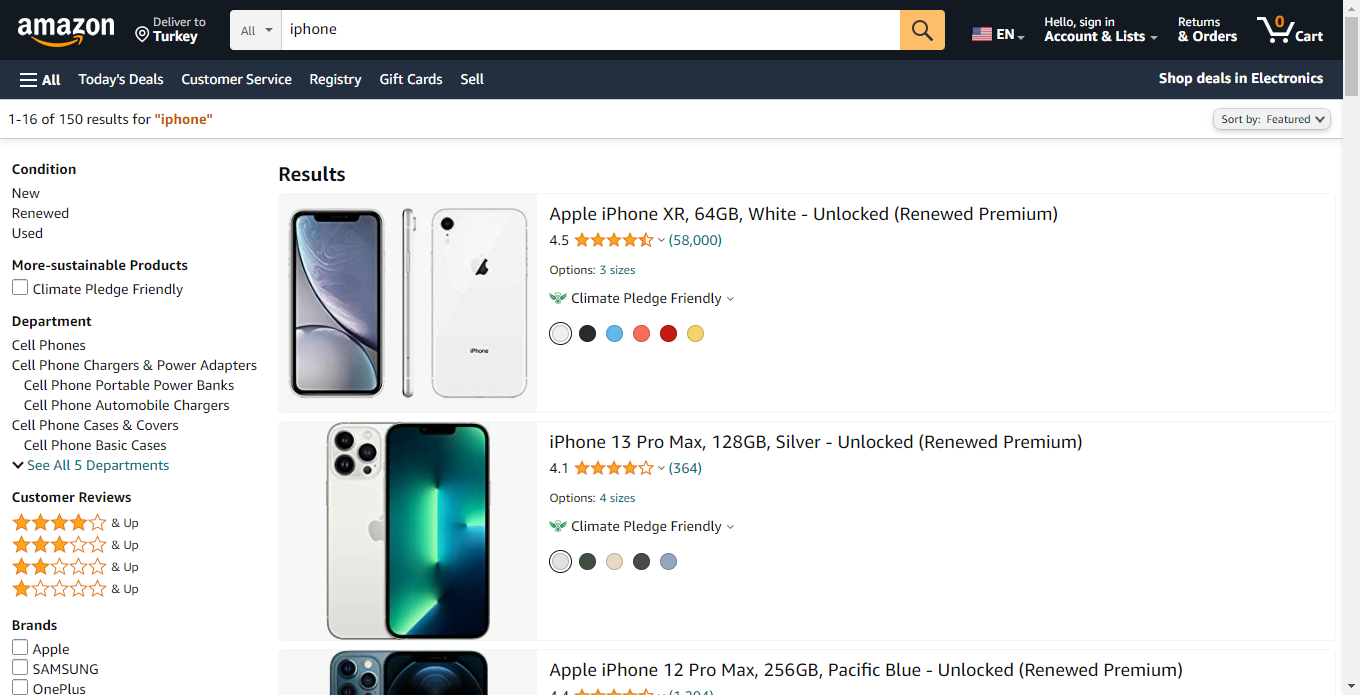 amazon
Deliver to
Turkey
All
iphone
EN
Hello, sign in
Account & Lists
Returns
& Orders
0
Cart
All
Today's Deals
Customer Service
Registry
Gift Cards
Sell
Shop deals in Electronics
1-16 of 150 results for "iphone"
Sort by: Featured
Condition
New
Renewed
Used
More-sustainable Products
Climate Pledge Friendly
Department
Cell Phones
Cell Phone Chargers & Power Adapters
Cell Phone Portable Power Banks
Cell Phone Automobile Chargers
Cell Phone Cases & Covers
Cell Phone Basic Cases
See All 5 Departments
Customer Reviews
& Up
& Up
& Up
& Up
Brands
Apple
SAMSUNG
OnePlus
Results
iPhone
Apple iPhone XR, 64GB, White - Unlocked (Renewed Premium)
4.5 (58,000)
Options: 3 sizes
Climate Pledge Friendly
iPhone 13 Pro Max, 128GB, Silver - Unlocked (Renewed Premium)
4.1 (364)
Options: 4 sizes
Climate Pledge Friendly
Apple iPhone 12 Pro Max, 256GB, Pacific Blue - Unlocked (Renewed Premium)